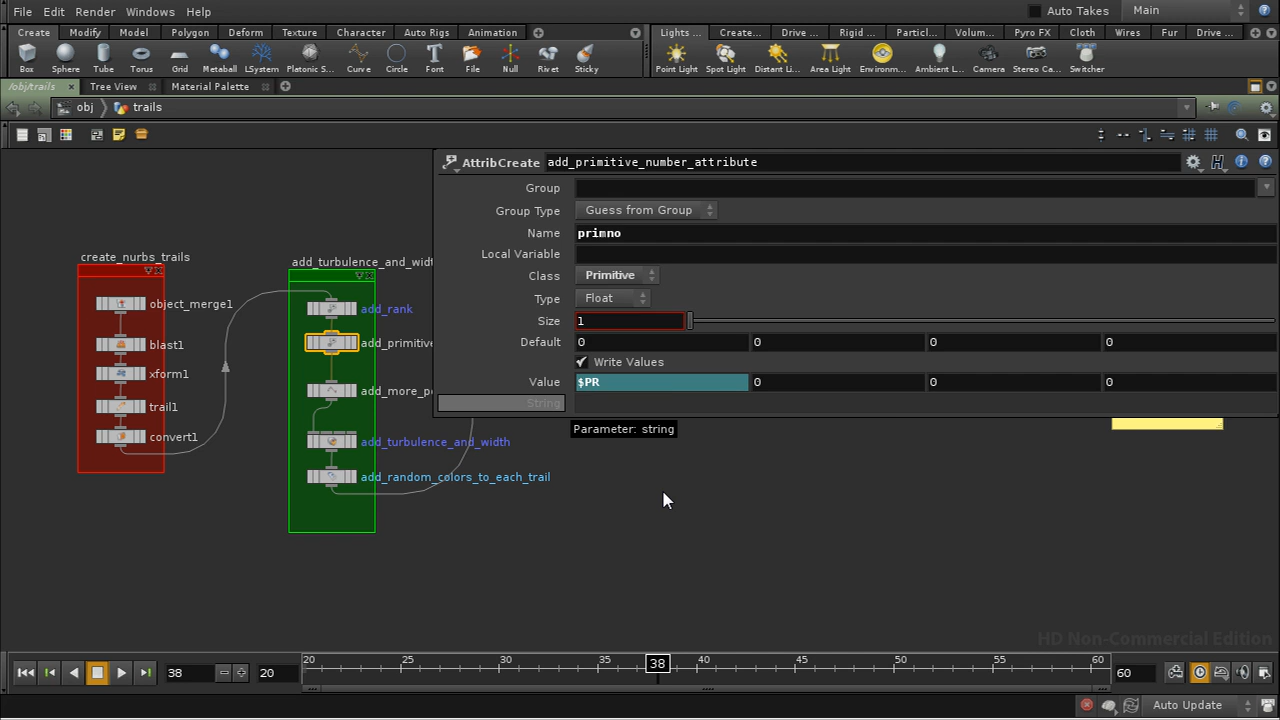 File Edit Render Windows Help Auto Takes Main
Create Modify Model Polygon Deform Texture Character Auto Rigs Animation Lights ... Create... Drive ... Rigid ... Particl... Volum... Pyro FX Cloth Wires Fur Drive ...
Box Sphere Tube Torus Grid Metaball LSystem Platonic S... Curve Circle Font File Null Rivet Sticky Point Light Spot Light Distant Li... Area Light Environm... Ambient L... Camera Stereo Ca... Switcher
/obj/trails Tree View Material Palette
obj trails
AttribCreate add_primitive_number_attribute
Group
Group Type Guess from Group
Name primno
Local Variable
Class Primitive
Type Float
Size 1
Default 0 0 0 0
Write Values
Value $PR 0 0 0
String
Parameter: string
create_nurbs_trails
object_merge1
blast1
xform1
trail1
convert1
add_turbulence_and_widt
add_rank
add_primitive
add_more_p
add_turbulence_and_width
add_random_colors_to_each_trail
HD Non-Commercial Edition
38 20 20 25 30 35 38 40 45 50 55 60 60
Auto Update